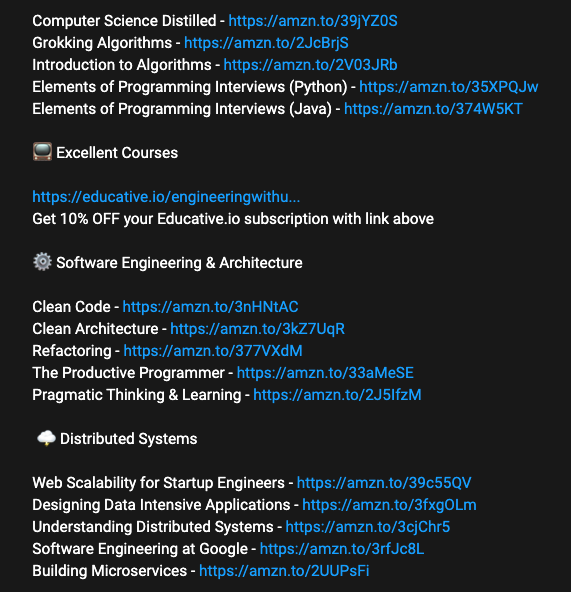 Computer Science Distilled - https://amzn.to/39jYZ0S
Grokking Algorithms - https://amzn.to/2JcBrjS
Introduction to Algorithms - https://amzn.to/2V03JRb
Elements of Programming Interviews (Python) - https://amzn.to/35XPQJw
Elements of Programming Interviews (Java) - https://amzn.to/374W5KT
Excellent Courses
https://educative.io/engineeringwithu...
Get 10% OFF your Educative.io subscription with link above
Software Engineering & Architecture
Clean Code - https://amzn.to/3nHNtAC
Clean Architecture - https://amzn.to/3kZ7UqR
Refactoring - https://amzn.to/377VXdM
The Productive Programmer - https://amzn.to/33aMeSE
Pragmatic Thinking & Learning - https://amzn.to/2J5IfzM
Distributed Systems
Web Scalability for Startup Engineers - https://amzn.to/39c55QV
Designing Data Intensive Applications - https://amzn.to/3fxgOLm
Understanding Distributed Systems - https://amzn.to/3cjChr5
Software Engineering at Google - https://amzn.to/3rfJc8L
Building Microservices - https://amzn.to/2UUPsFi